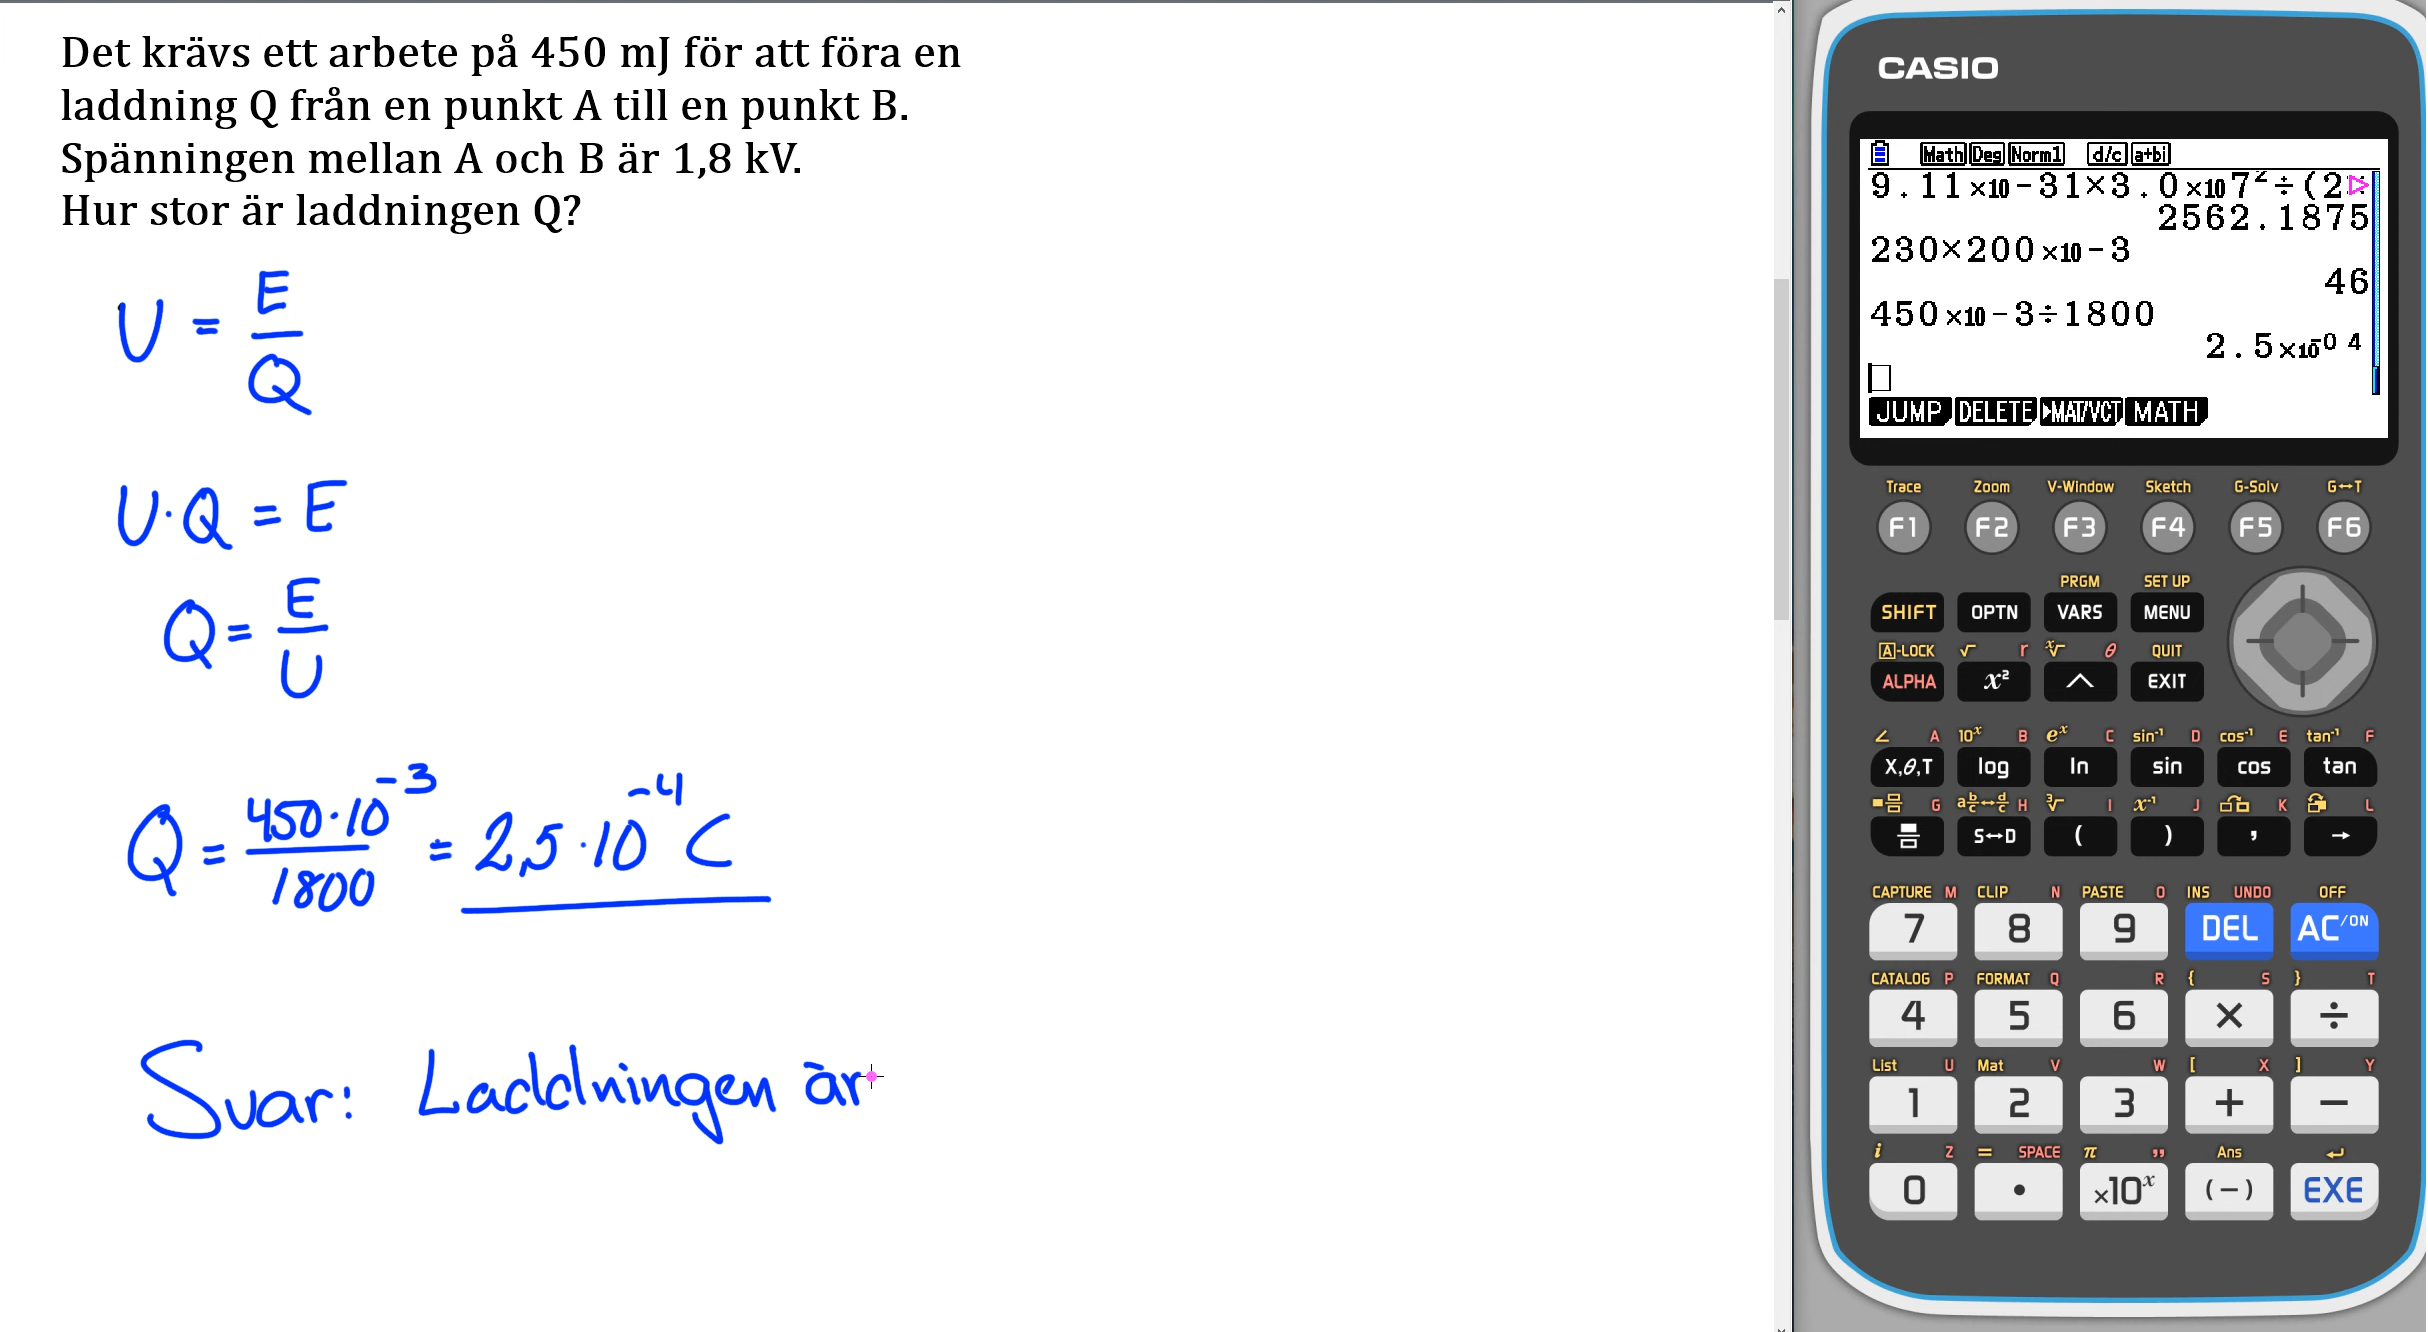 Det krävs ett arbete på 450 mJ för att föra en
laddning Q från en punkt A till en punkt B.
Spänningen mellan A och B är 1,8 kV.
Hur stor är laddningen Q?
U = E/Q
U·Q = E
Q = E/U
Q = 450·10⁻³/1800 = 2,5·10⁻⁴ C
Svar: Laddningen är
CASIO
Math Deg Norm1 d/c a+bi
9.11×10-31×3.0×107²÷(2
2562.1875
230×200×10-3
46
450×10-3÷1800
2.5×10⁻⁰⁴
JUMP DELETE ▶MAT/VCT MATH
Trace Zoom V-Window Sketch G-Solv G↔T
F1 F2 F3 F4 F5 F6
PRGM SET UP
SHIFT OPTN VARS MENU
A-LOCK √ r ˣ√ θ QUIT
ALPHA x² ^ EXIT
∠ A 10ˣ B eˣ C sin⁻¹ D cos⁻¹ E tan⁻¹ F
X,θ,T log ln sin cos tan
G a b/c↔d/c H ³√ I x⁻¹ J K L
S↔D ( ) , →
CAPTURE M CLIP N PASTE O INS UNDO OFF
7 8 9 DEL AC/ON
CATALOG P FORMAT Q R { S } T
4 5 6 × ÷
List U Mat V W [ X ] Y
1 2 3 + −
i Z = SPACE π " Ans ↵
0 • ×10ˣ (−) EXE